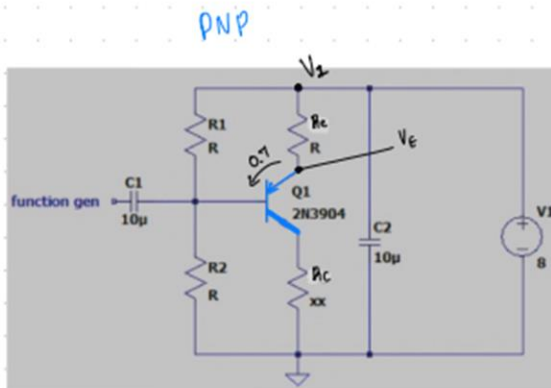 PNP
V1
R1
R
Re
R
VE
0.7
C1
10µ
function gen
Q1
2N3904
C2
10µ
V1
8
R2
R
Rc
xx